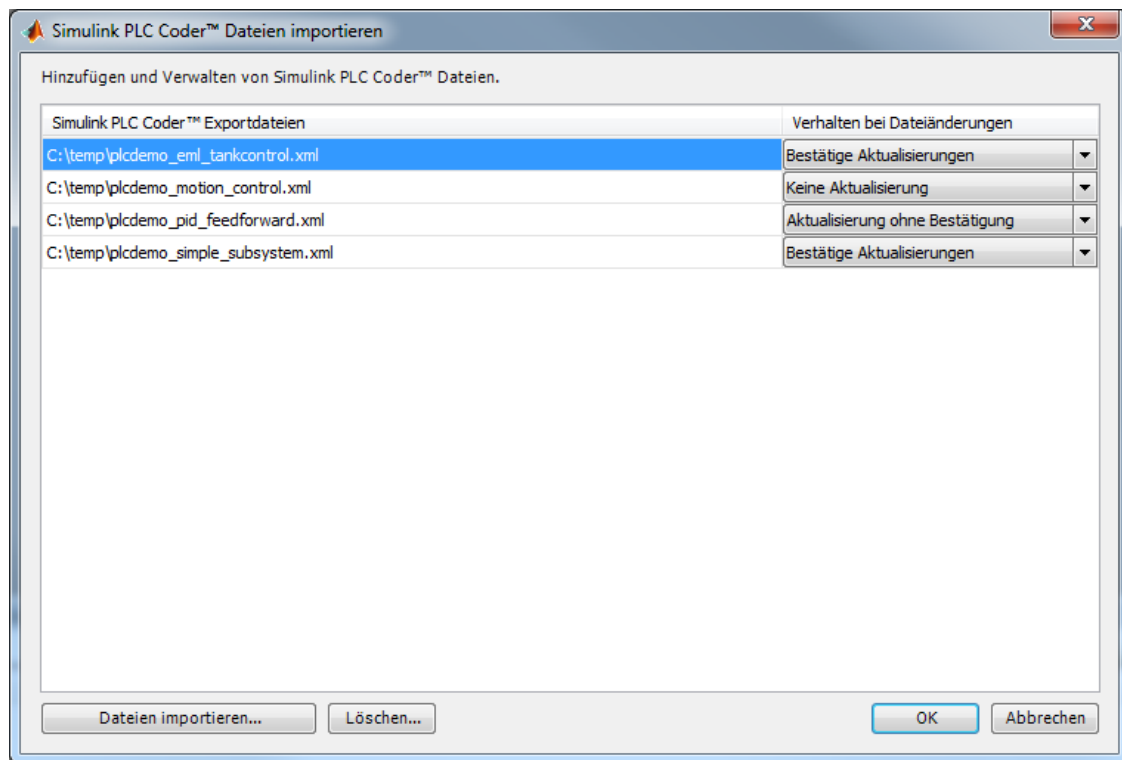 Simulink PLC Coder™ Dateien importieren
Hinzufügen und Verwalten von Simulink PLC Coder™ Dateien.
Simulink PLC Coder™ Exportdateien Verhalten bei Dateiänderungen
C:\temp\plcdemo_eml_tankcontrol.xml Bestätige Aktualisierungen
C:\temp\plcdemo_motion_control.xml Keine Aktualisierung
C:\temp\plcdemo_pid_feedforward.xml Aktualisierung ohne Bestätigung
C:\temp\plcdemo_simple_subsystem.xml Bestätige Aktualisierungen
Dateien importieren... Löschen... OK Abbrechen